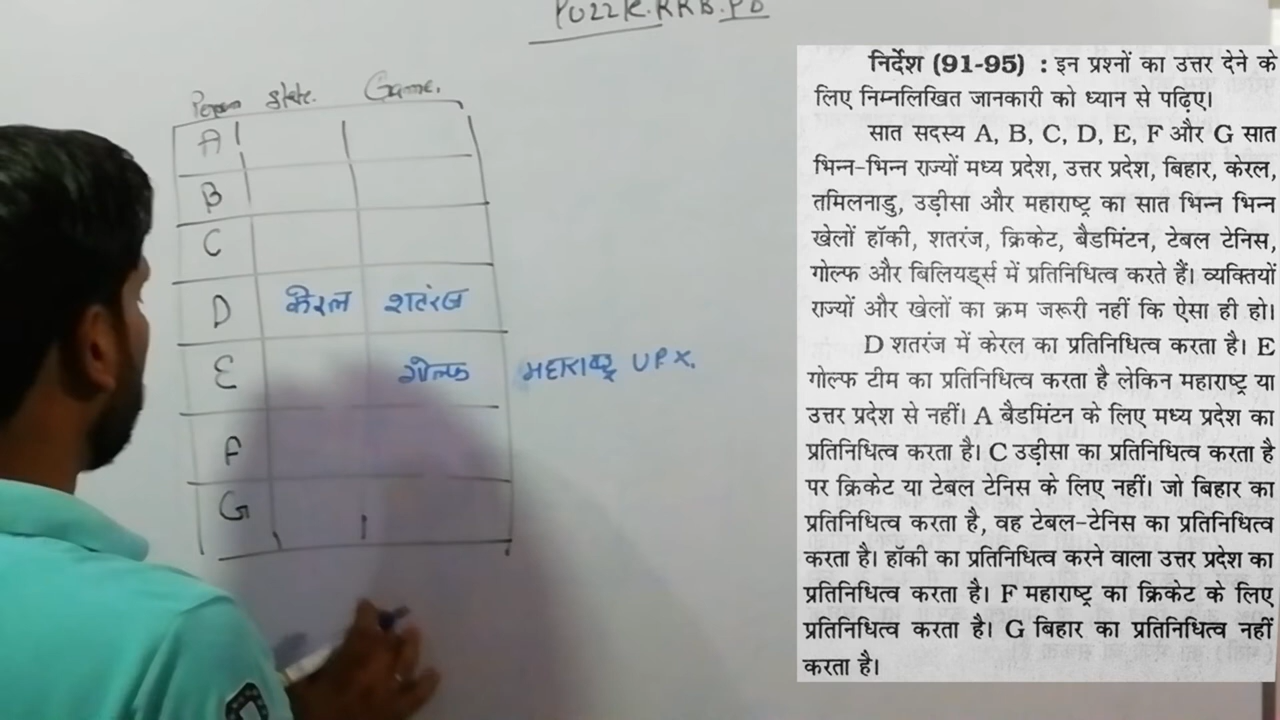 Puzzle. RRB. PO
Person State. Game.
A
B
C
D केरल शतरंज
E गोल्फ महाराष्ट्र U.P X.
F
G
निर्देश (91-95) : इन प्रश्नों का उत्तर देने के
लिए निम्नलिखित जानकारी को ध्यान से पढ़िए।
सात सदस्य A, B, C, D, E, F और G सात
भिन्न-भिन्न राज्यों मध्य प्रदेश, उत्तर प्रदेश, बिहार, केरल,
तमिलनाडु, उड़ीसा और महाराष्ट्र का सात भिन्न भिन्न
खेलों हॉकी, शतरंज, क्रिकेट, बैडमिंटन, टेबल टेनिस,
गोल्फ और बिलियर्ड्स में प्रतिनिधित्व करते हैं। व्यक्तियों
राज्यों और खेलों का क्रम जरूरी नहीं कि ऐसा ही हो।
D शतरंज में केरल का प्रतिनिधित्व करता है। E
गोल्फ टीम का प्रतिनिधित्व करता है लेकिन महाराष्ट्र या
उत्तर प्रदेश से नहीं। A बैडमिंटन के लिए मध्य प्रदेश का
प्रतिनिधित्व करता है। C उड़ीसा का प्रतिनिधित्व करता है
पर क्रिकेट या टेबल टेनिस के लिए नहीं। जो बिहार का
प्रतिनिधित्व करता है, वह टेबल-टेनिस का प्रतिनिधित्व
करता है। हॉकी का प्रतिनिधित्व करने वाला उत्तर प्रदेश का
प्रतिनिधित्व करता है। F महाराष्ट्र का क्रिकेट के लिए
प्रतिनिधित्व करता है। G बिहार का प्रतिनिधित्व नहीं
करता है।